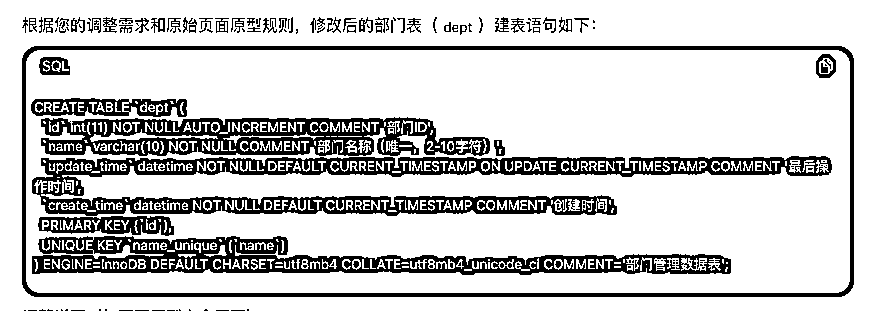 根据您的调整需求和原始页面原型规则，修改后的部门表（ dept ）建表语句如下：
SQL
CREATE TABLE `dept` (
`id` int(11) NOT NULL AUTO_INCREMENT COMMENT '部门ID',
`name` varchar(10) NOT NULL COMMENT '部门名称（唯一，2-10字符）',
`update_time` datetime NOT NULL DEFAULT CURRENT_TIMESTAMP ON UPDATE CURRENT_TIMESTAMP COMMENT '最后操
作时间',
`create_time` datetime NOT NULL DEFAULT CURRENT_TIMESTAMP COMMENT '创建时间',
PRIMARY KEY (`id`),
UNIQUE KEY `name_unique` (`name`)
) ENGINE=InnoDB DEFAULT CHARSET=utf8mb4 COLLATE=utf8mb4_unicode_ci COMMENT='部门管理数据表';